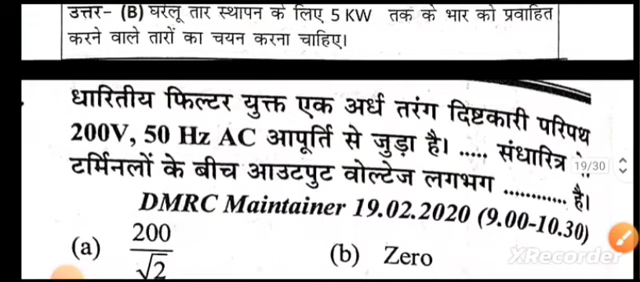 उत्तर- (B) घरेलू तार स्थापन के लिए 5 KW तक के भार को प्रवाहित
करने वाले तारों का चयन करना चाहिए।
धारितीय फिल्टर युक्त एक अर्ध तरंग दिष्टकारी परिपथ
200V, 50 Hz AC आपूर्ति से जुड़ा है। ..... संधारित्र
19/30
टर्मिनलों के बीच आउटपुट वोल्टेज लगभग ............ है।
DMRC Maintainer 19.02.2020 (9.00-10.30)
(a) 200/√2 (b) Zero
XRecorder